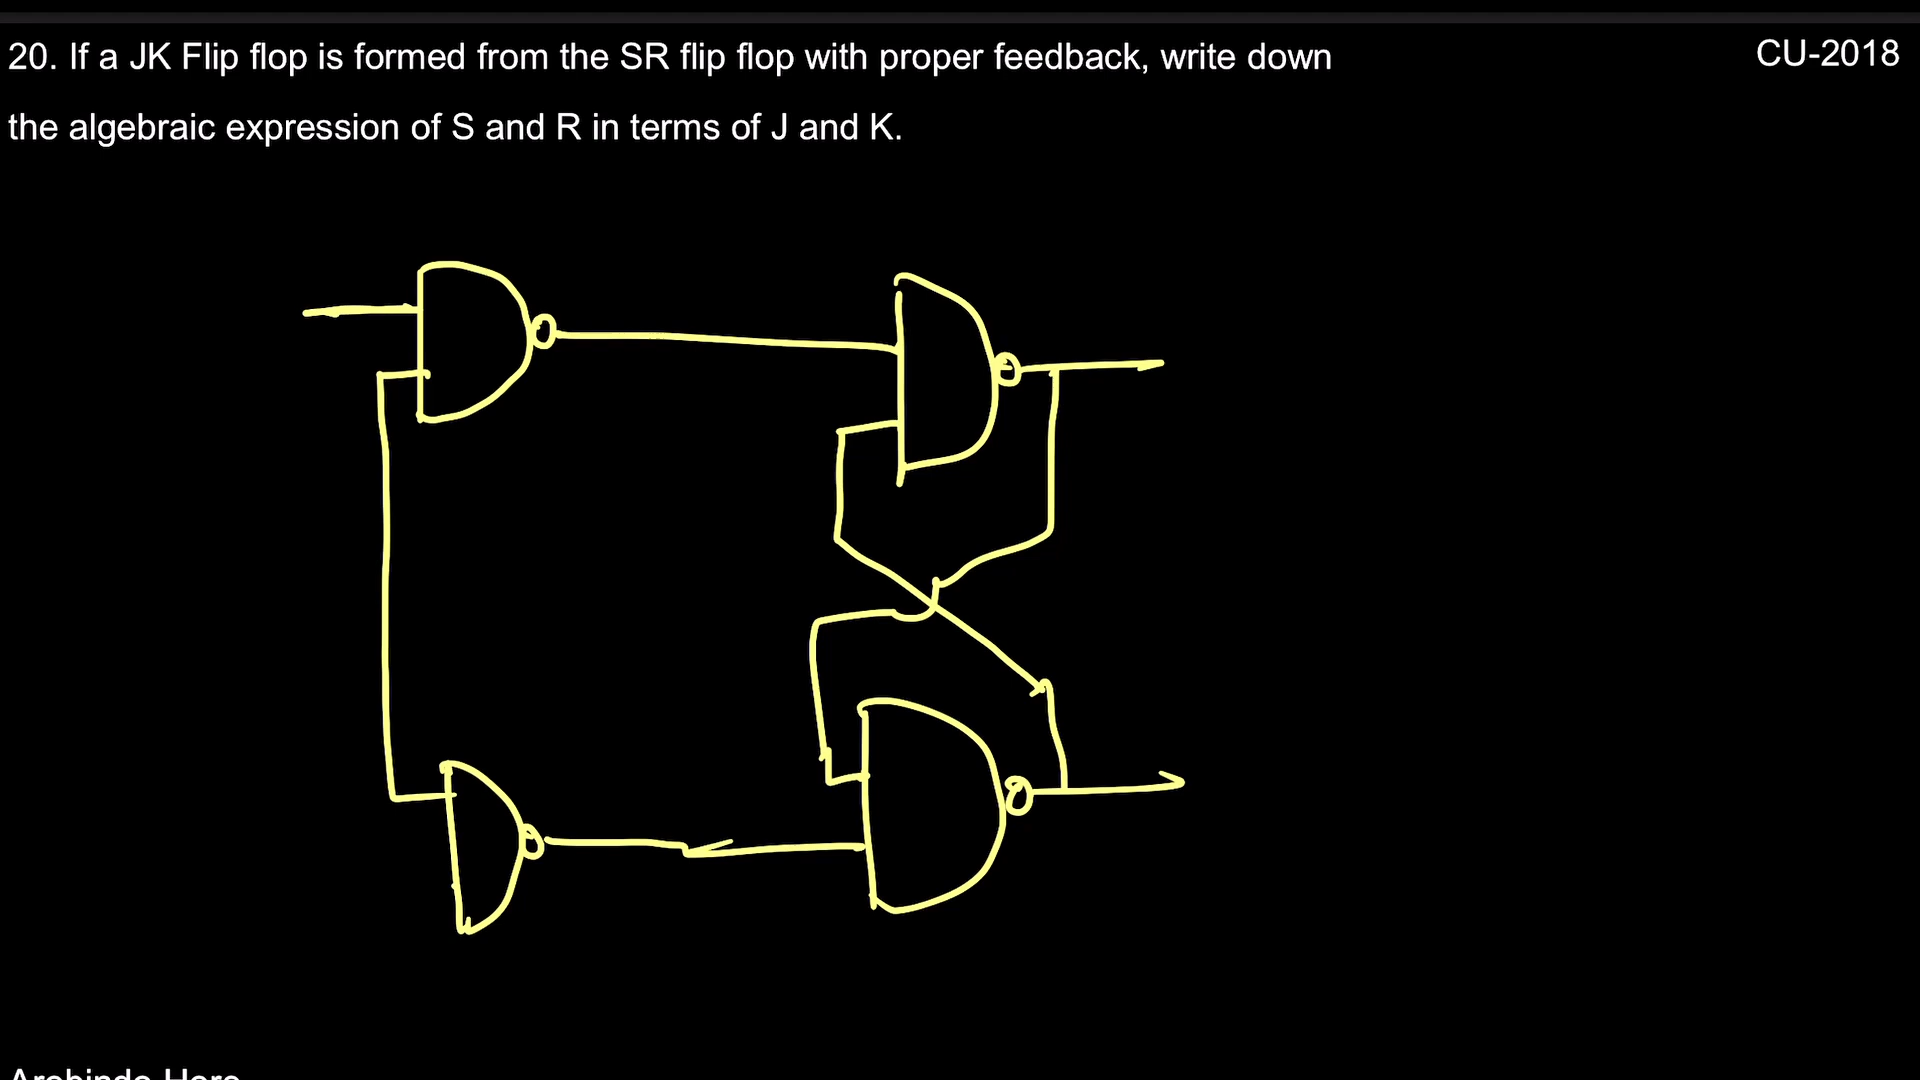 20. If a JK Flip flop is formed from the SR flip flop with proper feedback, write down
CU-2018
the algebraic expression of S and R in terms of J and K.